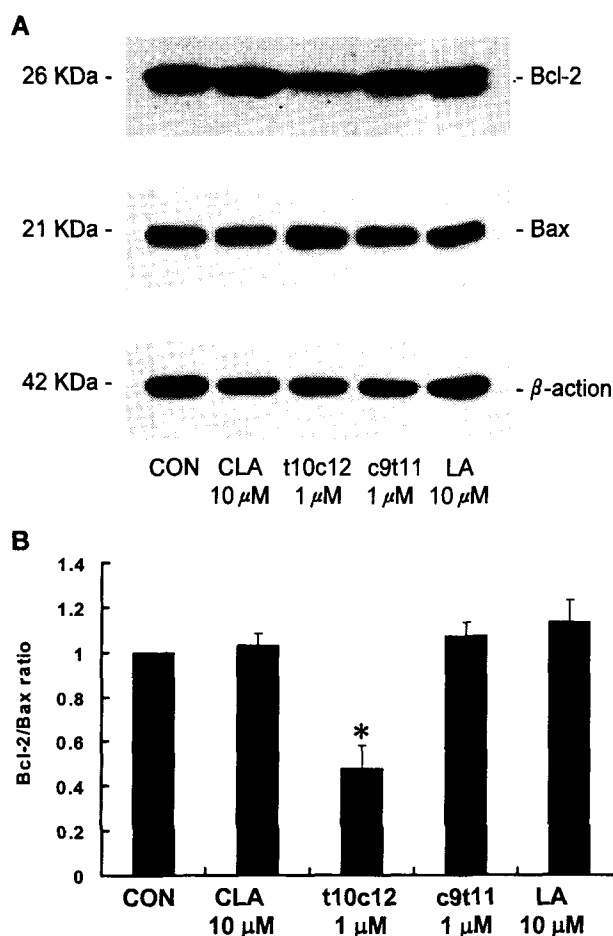 A
26 KDa - - Bcl-2
21 KDa - - Bax
42 KDa - - β-action
CON CLA t10c12 c9t11 LA
10 μM 1 μM 1 μM 10 μM
B
Bcl-2/Bax ratio
1.4
1.2
1
0.8
0.6
0.4
0.2
0
*
CON CLA t10c12 c9t11 LA
10 μM 1 μM 1 μM 10 μM